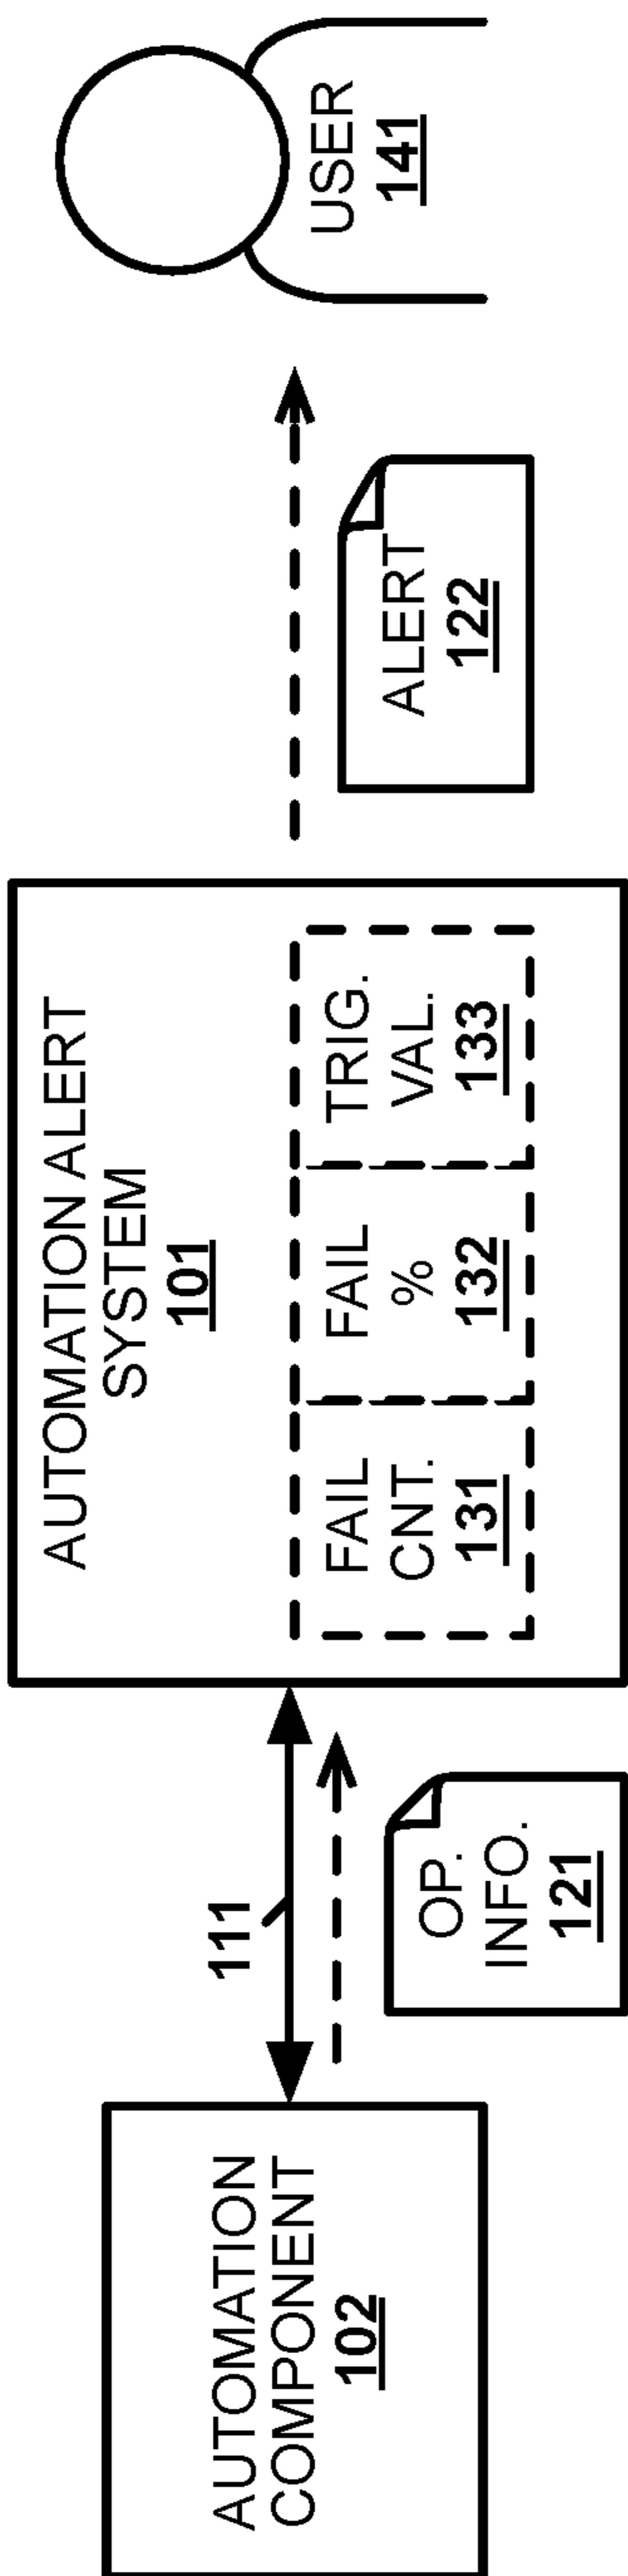 AUTOMATION
COMPONENT
102
111
OP.
INFO.
121
AUTOMATION ALERT
SYSTEM
101
FAIL
CNT.
131
FAIL
%
132
TRIG.
VAL.
133
ALERT
122
USER
141